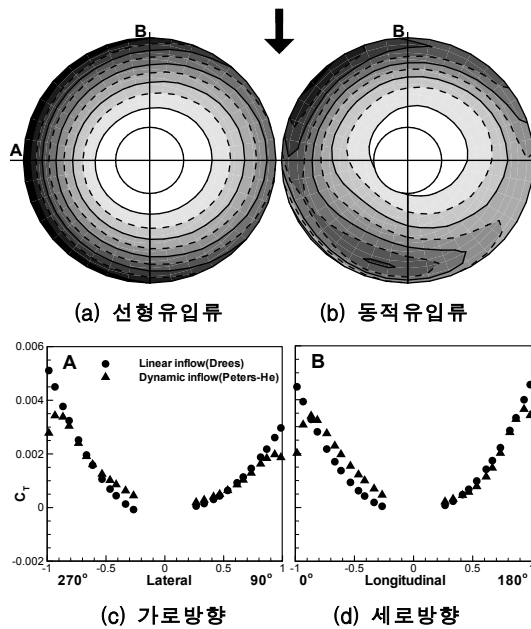 B
B
A
(a) 선형유입류
(b) 동적유입류
0.006
0.004
0.002
0
-0.002
C_T
A
Linear inflow(Drees)
Dynamic inflow(Peters-He)
B
-1 -0.5 0 0.5 1
270° Lateral 90°
-1 -0.5 0 0.5 1
0° Longitudinal 180°
(c) 가로방향
(d) 세로방향